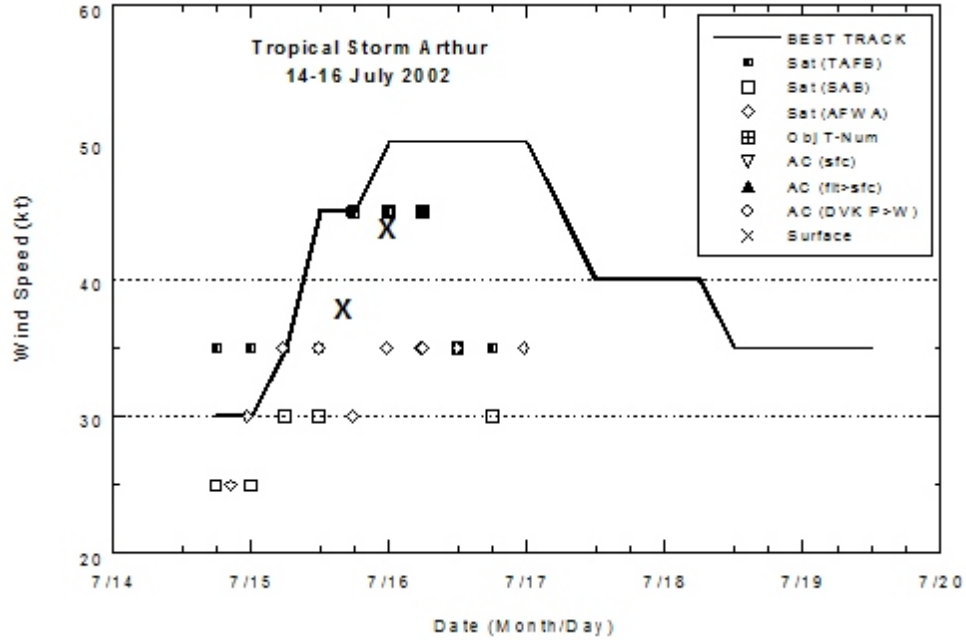 60
50
40
30
20
Wind Speed (kt)
Tropical Storm Arthur
14-16 July 2002
BEST TRACK
Sat (TAFB)
Sat (SAB)
Sat (AFWA)
Obj T-Num
AC (sfc)
AC (flt>sfc)
AC (DVK P>W)
Surface
X
X
7/14
7/15
7/16
7/17
7/18
7/19
7/20
Date (Month/Day)